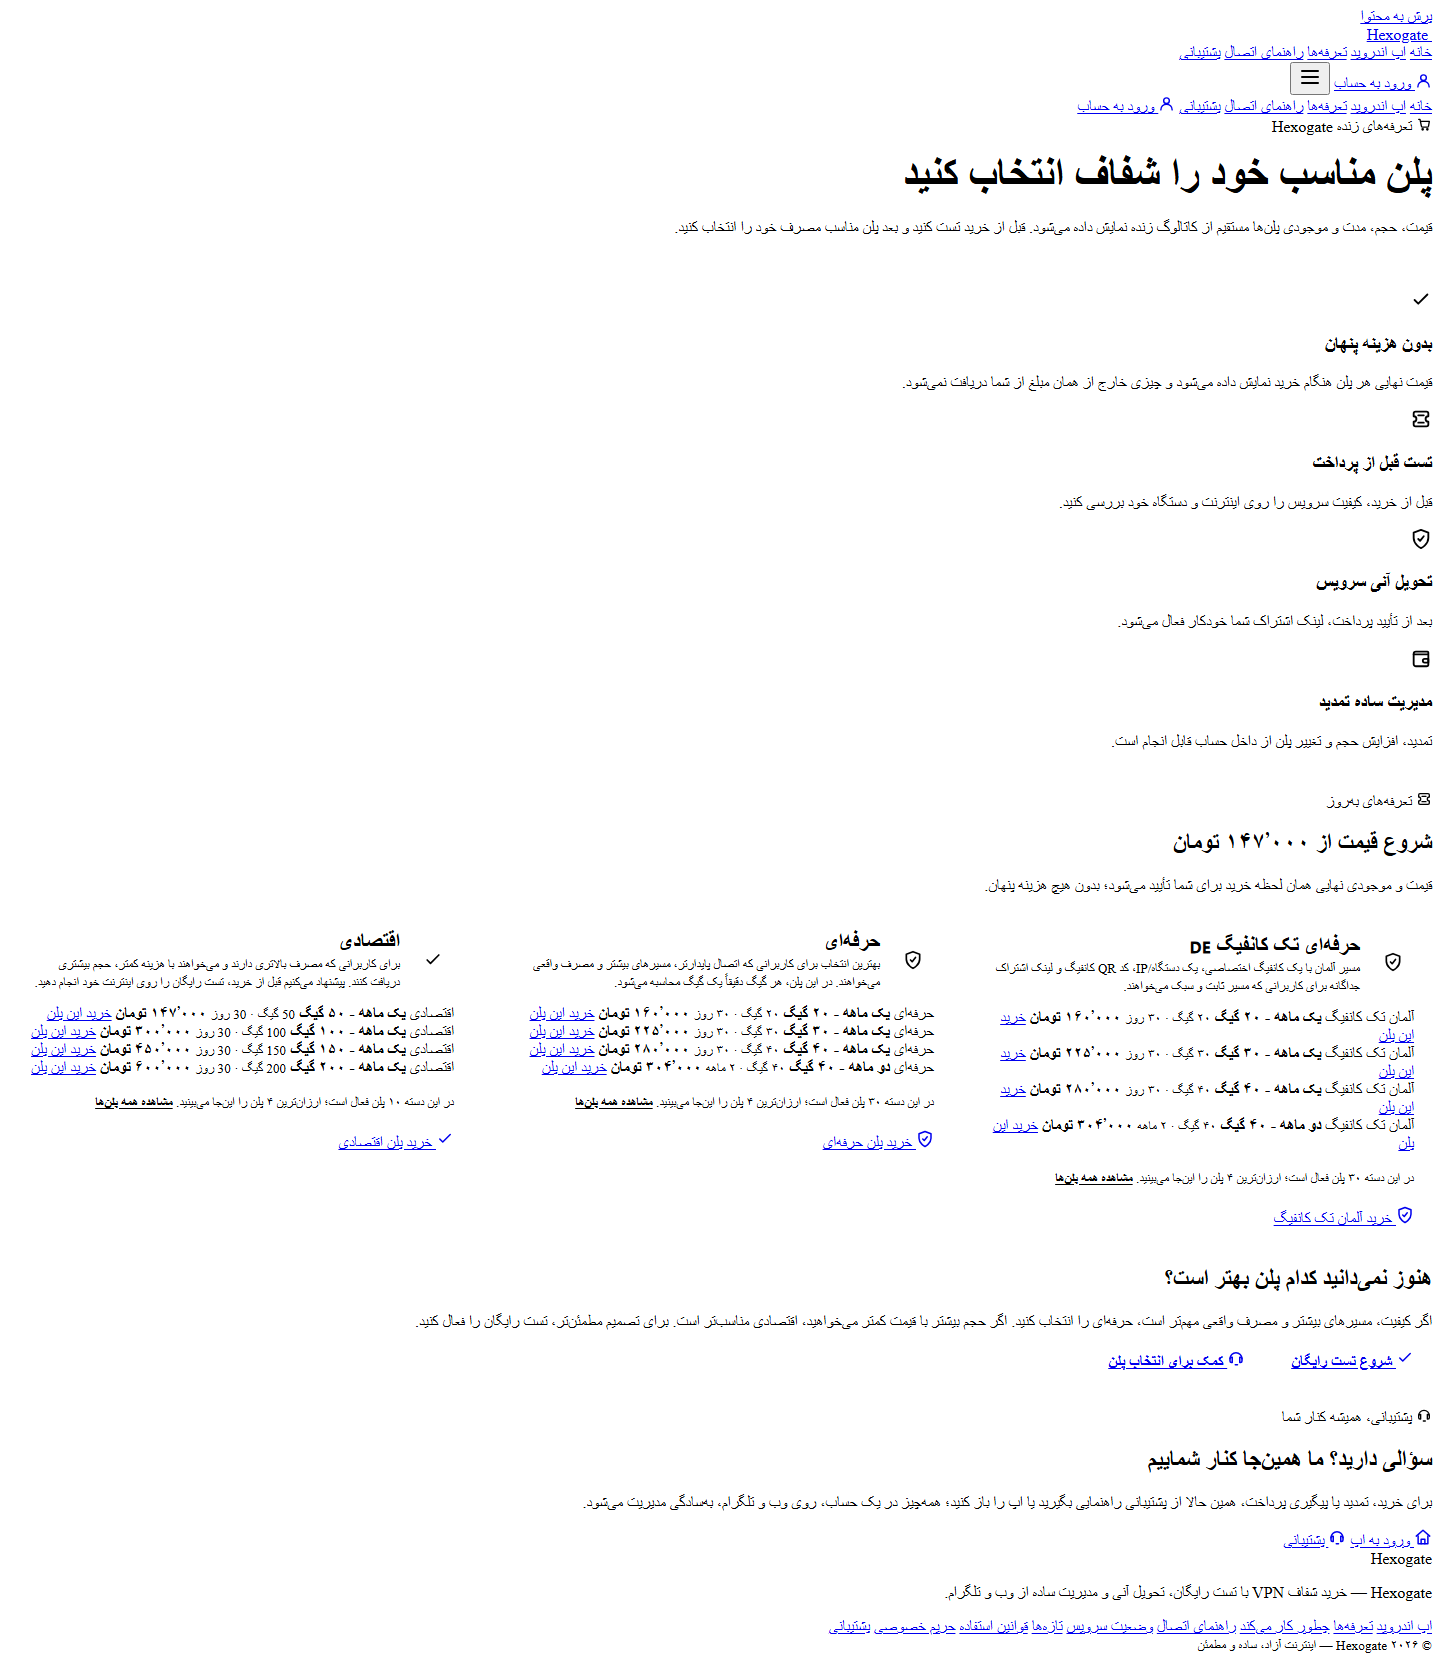 پرش به محتوا
Hexogate
خانه اپ اندروید تعرفه‌ها راهنمای اتصال پشتیبانی
ورود به حساب
خانه اپ اندروید تعرفه‌ها راهنمای اتصال پشتیبانی ورود به حساب
تعرفه‌های زنده Hexogate
پلن مناسب خود را شفاف انتخاب کنید
قیمت، حجم، مدت و موجودی پلن‌ها مستقیم از کاتالوگ زنده نمایش داده می‌شود. قبل از خرید تست کنید و بعد پلن مناسب مصرف خود را انتخاب کنید.
بدون هزینه پنهان
قیمت نهایی هر پلن هنگام خرید نمایش داده می‌شود و چیزی خارج از همان مبلغ از شما دریافت نمی‌شود.
تست قبل از پرداخت
قبل از خرید، کیفیت سرویس را روی اینترنت و دستگاه خود بررسی کنید.
تحویل آنی سرویس
بعد از تأیید پرداخت، لینک اشتراک شما خودکار فعال می‌شود.
مدیریت ساده تمدید
تمدید، افزایش حجم و تغییر پلن از داخل حساب قابل انجام است.
تعرفه‌های به‌روز
شروع قیمت از ۱۴۷٬۰۰۰ تومان
قیمت و موجودی نهایی همان لحظه خرید برای شما تأیید می‌شود؛ بدون هیچ هزینه پنهان.
حرفه‌ای تک کانفیگ DE
مسیر آلمان با یک کانفیگ اختصاصی، یک دستگاه/IP، کد QR کانفیگ و لینک اشتراک
جداگانه برای کاربرانی که مسیر ثابت و سبک می‌خواهند.
آلمان تک کانفیگ یک ماهه - ۲۰ گیگ ۲۰ گیگ · ۳۰ روز ۱۶۰٬۰۰۰ تومان خرید
این پلن
آلمان تک کانفیگ یک ماهه - ۳۰ گیگ ۳۰ گیگ · ۳۰ روز ۲۲۵٬۰۰۰ تومان خرید
این پلن
آلمان تک کانفیگ یک ماهه - ۴۰ گیگ ۴۰ گیگ · ۳۰ روز ۲۸۰٬۰۰۰ تومان خرید
این پلن
آلمان تک کانفیگ دو ماهه - ۴۰ گیگ ۴۰ گیگ · ۲ ماهه ۳۰۴٬۰۰۰ تومان خرید این
پلن
در این دسته ۳۰ پلن فعال است؛ ارزان‌ترین ۴ پلن را این‌جا می‌بینید. مشاهده همه پلن‌ها
خرید آلمان تک کانفیگ
حرفه‌ای
بهترین انتخاب برای کاربرانی که اتصال پایدارتر، مسیرهای بیشتر و مصرف واقعی
می‌خواهند. در این پلن، هر گیگ دقیقاً یک گیگ محاسبه می‌شود.
حرفه‌ای یک ماهه - ۲۰ گیگ ۲۰ گیگ · ۳۰ روز ۱۶۰٬۰۰۰ تومان خرید این پلن
حرفه‌ای یک ماهه - ۳۰ گیگ ۳۰ گیگ · ۳۰ روز ۲۲۵٬۰۰۰ تومان خرید این پلن
حرفه‌ای یک ماهه - ۴۰ گیگ ۴۰ گیگ · ۳۰ روز ۲۸۰٬۰۰۰ تومان خرید این پلن
حرفه‌ای دو ماهه - ۴۰ گیگ ۴۰ گیگ · ۲ ماهه ۳۰۴٬۰۰۰ تومان خرید این پلن
در این دسته ۳۰ پلن فعال است؛ ارزان‌ترین ۴ پلن را این‌جا می‌بینید. مشاهده همه پلن‌ها
خرید پلن حرفه‌ای
اقتصادی
برای کاربرانی که مصرف بالاتری دارند و می‌خواهند با هزینه کمتر، حجم بیشتری
دریافت کنند. پیشنهاد می‌کنیم قبل از خرید، تست رایگان را روی اینترنت خود انجام دهید.
اقتصادی یک ماهه - ۵۰ گیگ 50 گیگ · 30 روز ۱۴۷٬۰۰۰ تومان خرید این پلن
اقتصادی یک ماهه - ۱۰۰ گیگ 100 گیگ · 30 روز ۳۰۰٬۰۰۰ تومان خرید این پلن
اقتصادی یک ماهه - ۱۵۰ گیگ 150 گیگ · 30 روز ۴۵۰٬۰۰۰ تومان خرید این پلن
اقتصادی یک ماهه - ۲۰۰ گیگ 200 گیگ · 30 روز ۶۰۰٬۰۰۰ تومان خرید این پلن
در این دسته ۱۰ پلن فعال است؛ ارزان‌ترین ۴ پلن را این‌جا می‌بینید. مشاهده همه پلن‌ها
خرید پلن اقتصادی
هنوز نمی‌دانید کدام پلن بهتر است؟
اگر کیفیت، مسیرهای بیشتر و مصرف واقعی مهم‌تر است، حرفه‌ای را انتخاب کنید. اگر حجم بیشتر با قیمت کمتر می‌خواهید، اقتصادی مناسب‌تر است. برای تصمیم مطمئن‌تر، تست رایگان را فعال کنید.
شروع تست رایگان کمک برای انتخاب پلن
پشتیبانی، همیشه کنار شما
سؤالی دارید؟ ما همین‌جا کنار شماییم
برای خرید، تمدید یا پیگیری پرداخت، همین حالا از پشتیبانی راهنمایی بگیرید یا اپ را باز کنید؛ همه‌چیز در یک حساب، روی وب و تلگرام، به‌سادگی مدیریت می‌شود.
ورود به اپ پشتیبانی
Hexogate
Hexogate — خرید شفاف VPN با تست رایگان، تحویل آنی و مدیریت ساده از وب و تلگرام.
اپ اندروید تعرفه‌ها چطور کار می‌کند راهنمای اتصال وضعیت سرویس تازه‌ها قوانین استفاده حریم خصوصی پشتیبانی
© ۲۰۲۶ Hexogate — اینترنت آزاد، ساده و مطمئن